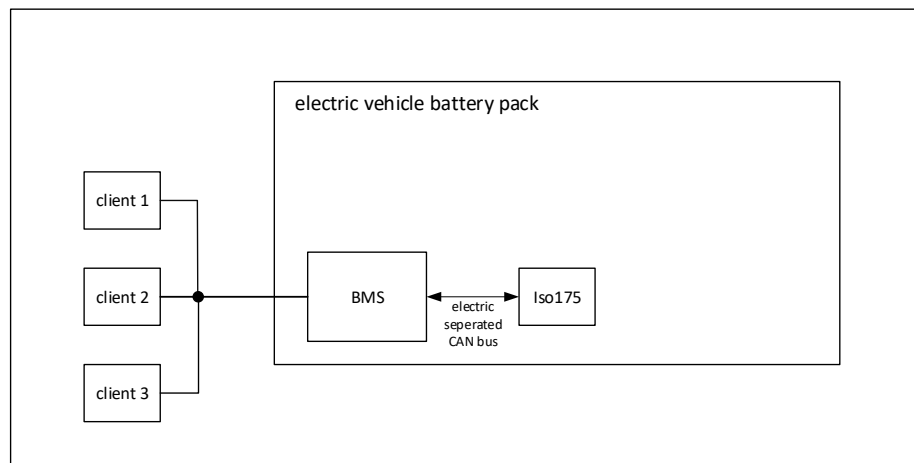 electric vehicle battery pack
client 1
client 2
client 3
BMS
electric
seperated
CAN bus
Iso175